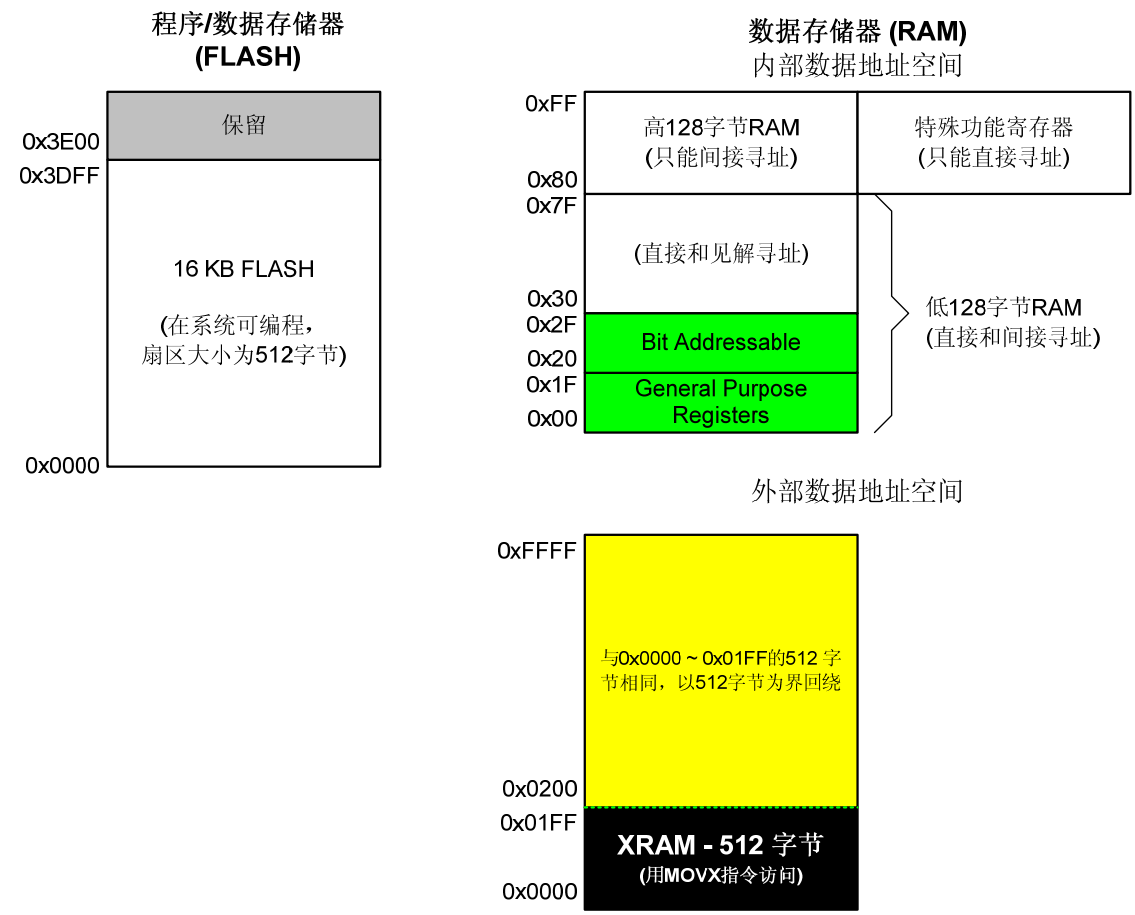 程序/数据存储器
(FLASH)
保留
0x3E00
0x3DFF
16 KB FLASH
(在系统可编程,
扇区大小为512字节)
0x0000
数据存储器 (RAM)
内部数据地址空间
0xFF
高128字节RAM
(只能间接寻址)
特殊功能寄存器
(只能直接寻址)
0x80
0x7F
(直接和见解寻址)
0x30
0x2F
Bit Addressable
0x20
0x1F
General Purpose
Registers
0x00
低128字节RAM
(直接和间接寻址)
外部数据地址空间
0xFFFF
与0x0000 ~ 0x01FF的512 字
节相同，以512字节为界回绕
0x0200
0x01FF
XRAM - 512 字节
(用MOVX指令访问)
0x0000